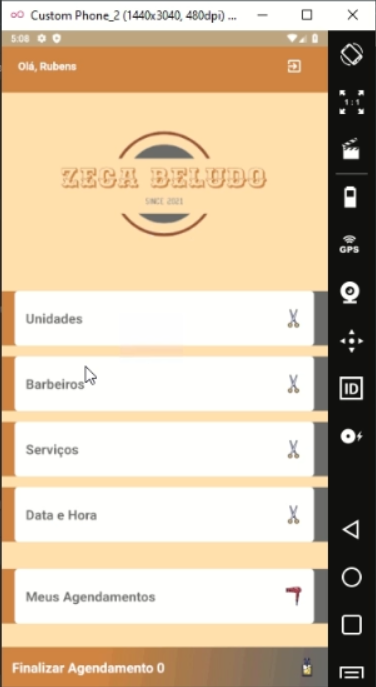 Custom Phone_2 (1440x3040, 480dpi) ...
5:08
Olá, Rubens
ZECA BELUDO
SINCE 2021
Unidades
Barbeiros
Serviços
Data e Hora
Meus Agendamentos
Finalizar Agendamento 0
1:1
GPS
ID